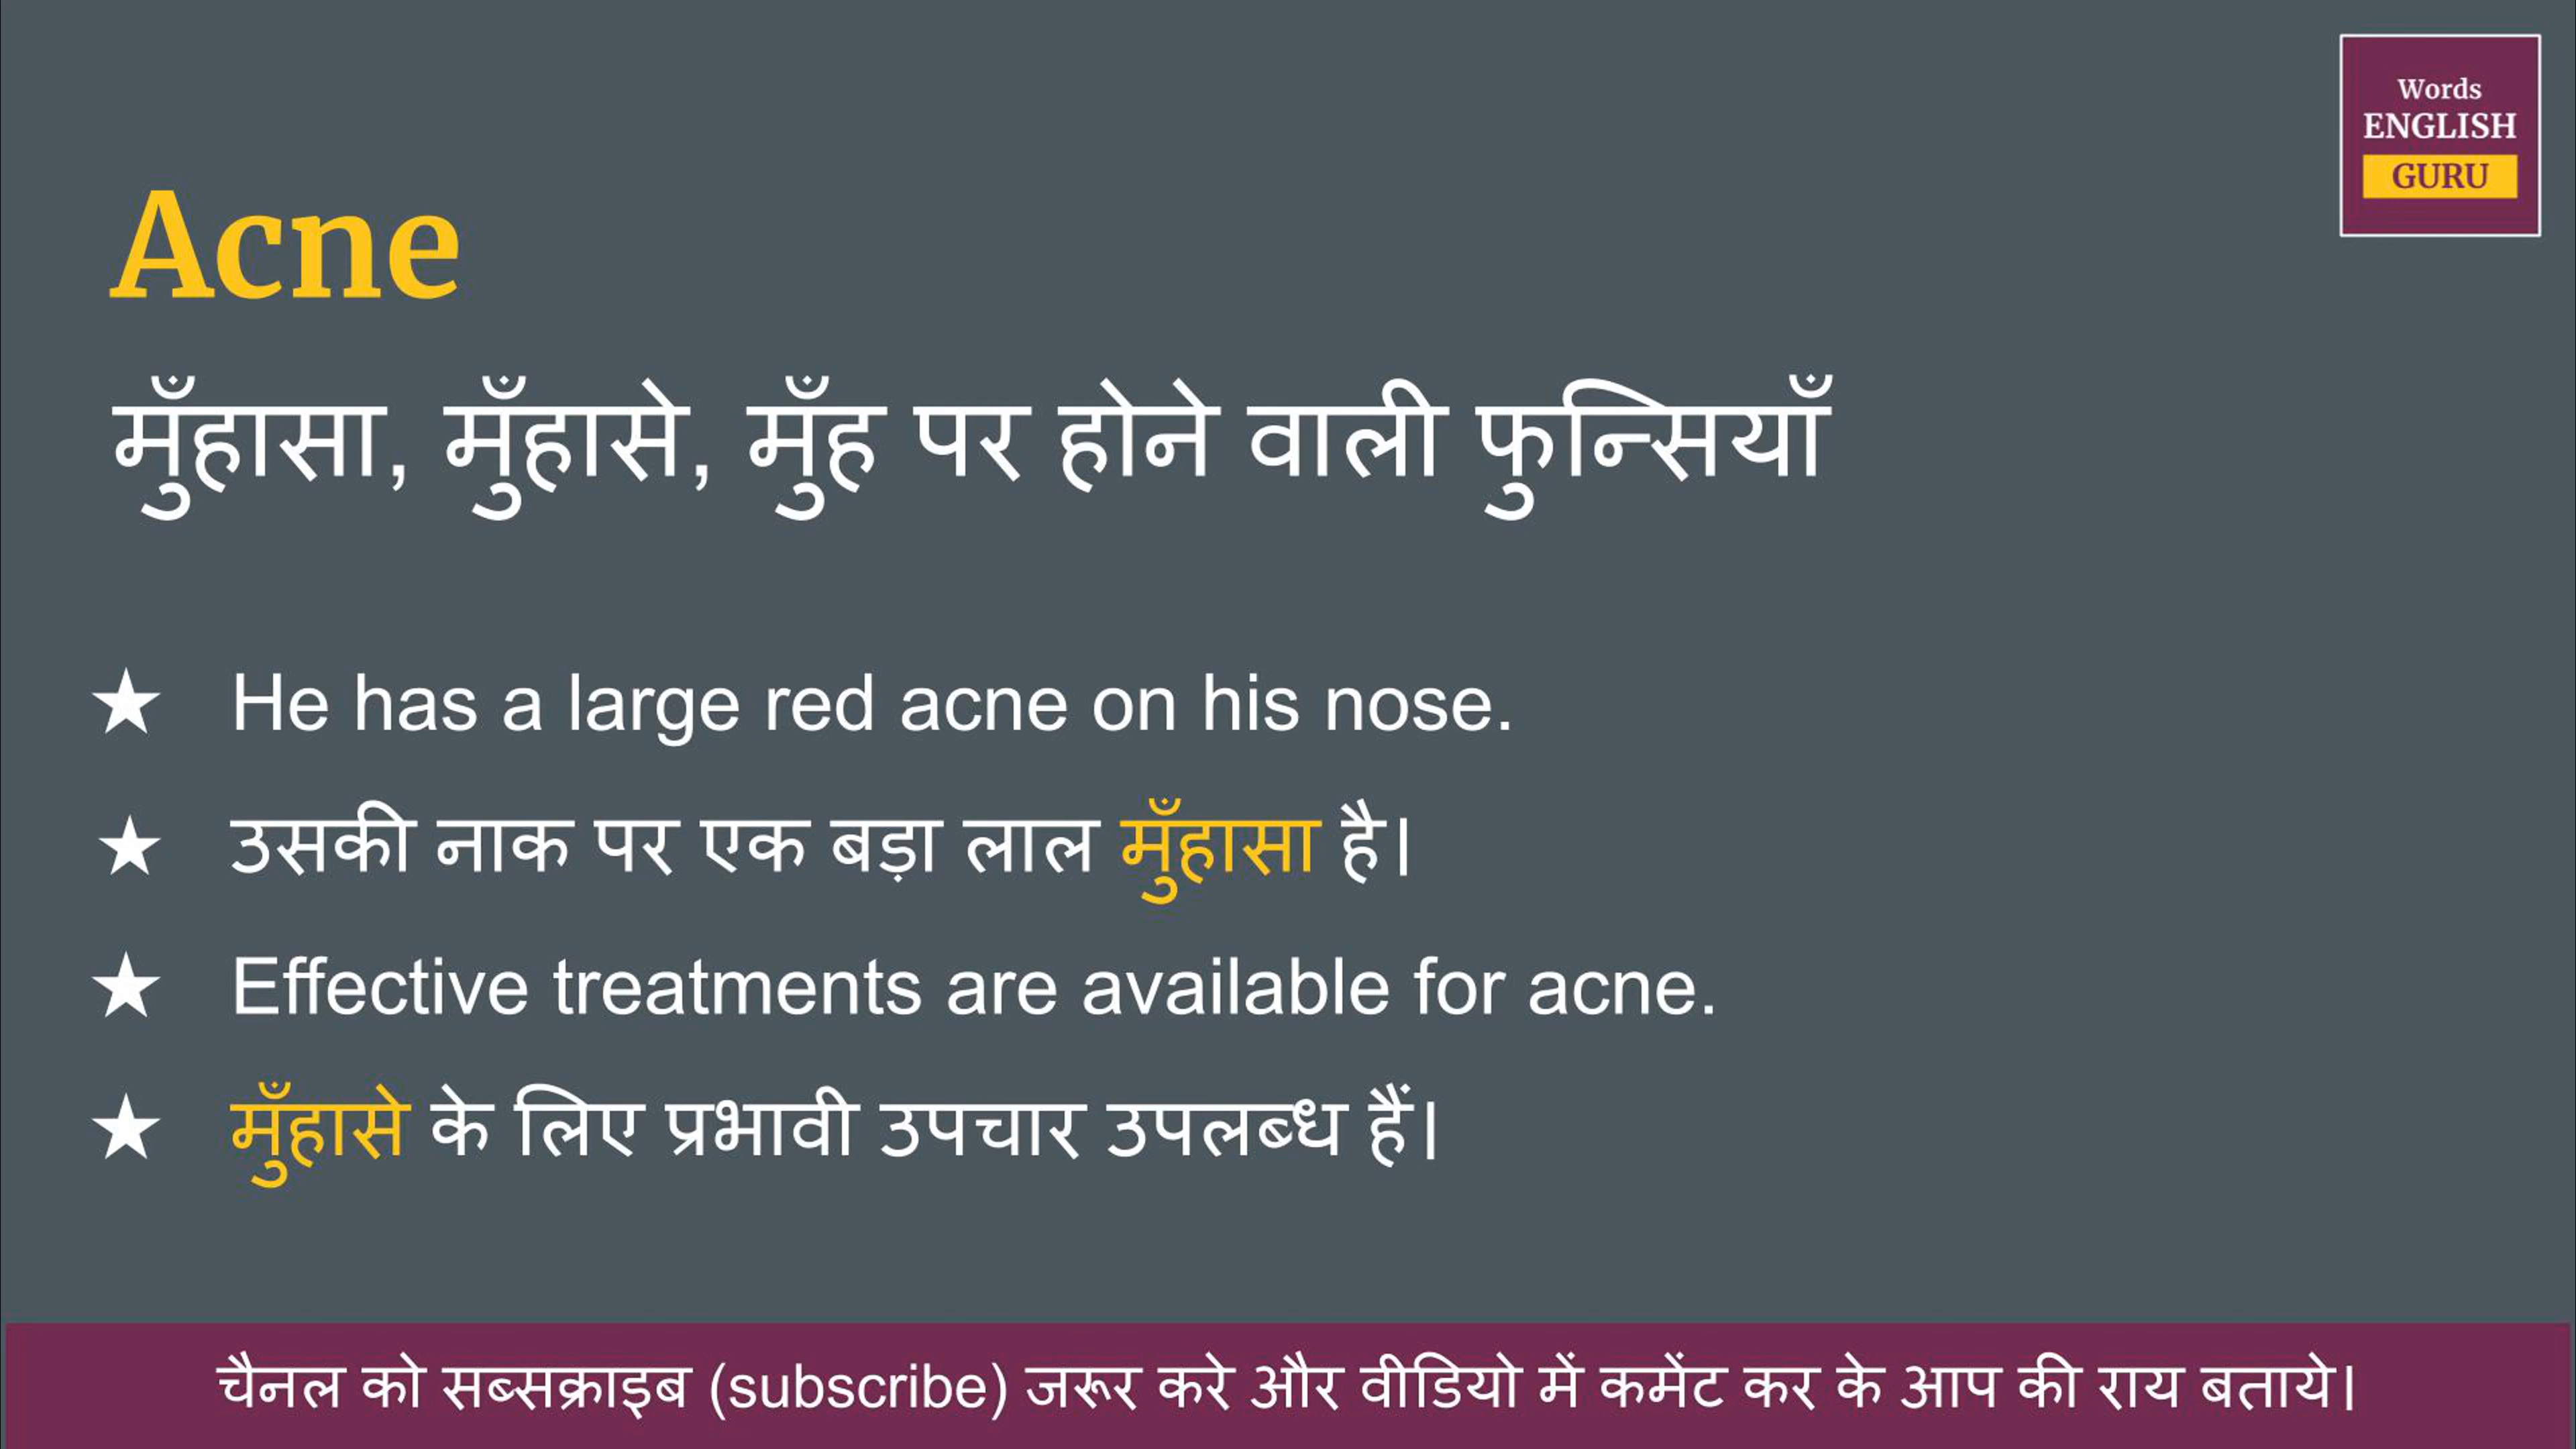 Words
ENGLISH
GURU
Acne
मुँहासा, मुँहासे, मुँह पर होने वाली फुन्सियाँ
★ He has a large red acne on his nose.
★ उसकी नाक पर एक बड़ा लाल मुँहासा है।
★ Effective treatments are available for acne.
★ मुँहासे के लिए प्रभावी उपचार उपलब्ध हैं।
चैनल को सब्सक्राइब (subscribe) जरूर करे और वीडियो में कमेंट कर के आप की राय बताये।